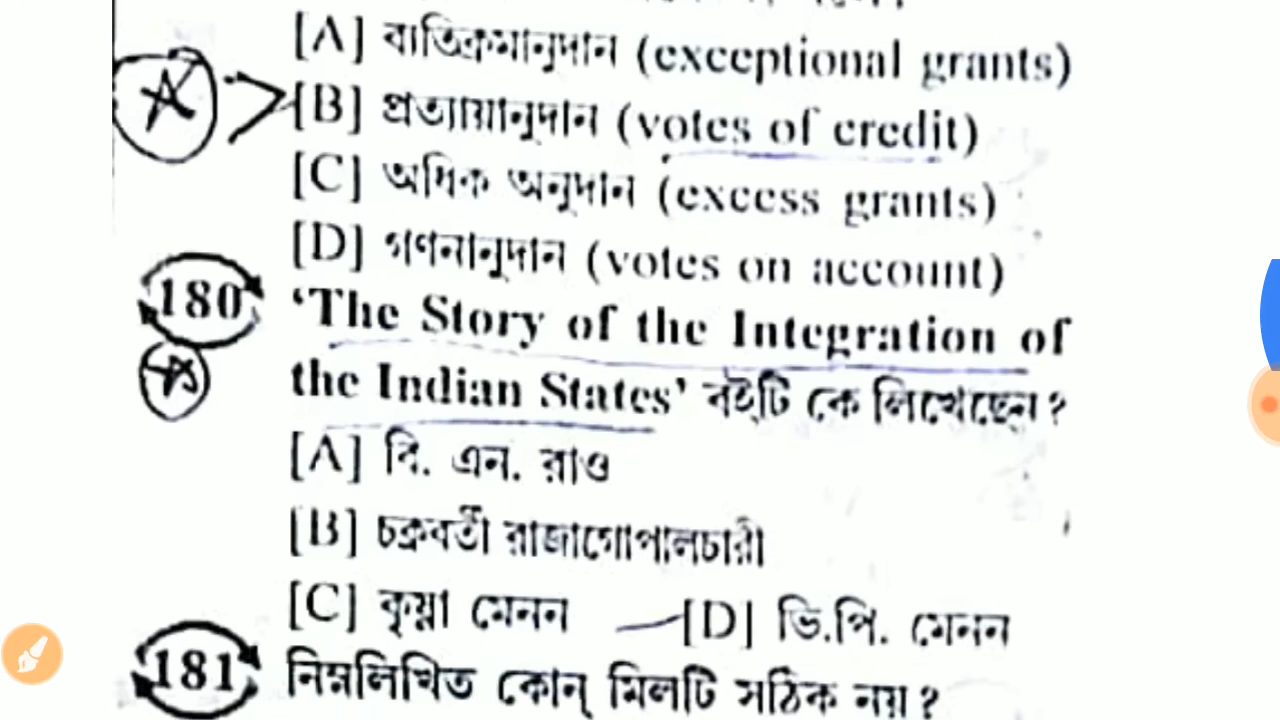 [A] ব্যতিক্রমানুদান (exceptional grants)
[B] প্রত্যয়ানুদান (votes of credit)
[C] অধিক অনুদান (excess grants)
[D] গণনানুদান (votes on account)
180 ‘The Story of the Integration of
the Indian States’ বইটি কে লিখেছেন?
[A] বি. এন. রাও
[B] চক্রবর্তী রাজাগোপালচারী
[C] কৃষ্ণা মেনন [D] ভি.পি. মেনন
181 নিম্নলিখিত কোন্ মিলটি সঠিক নয়?